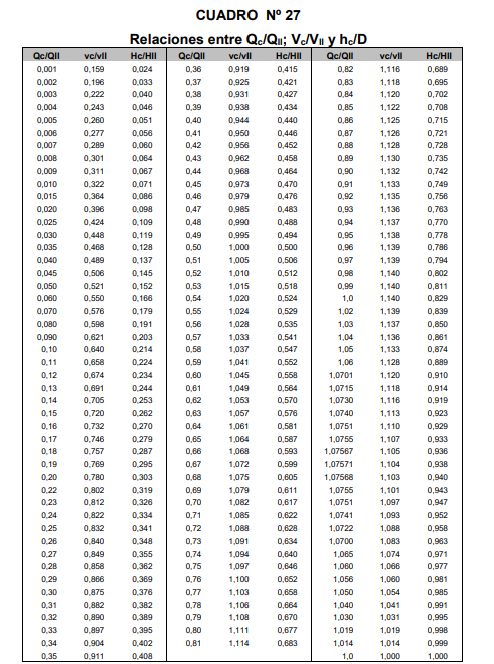 CUADRO Nº 27
Relaciones entre Qc/QII; Vc/VII y hc/D
Qc/QII vc/vII Hc/HII Qc/QII vc/vII Hc/HII Qc/QII vc/vII Hc/HII
0,001 0,159 0,024 0,36 0,919 0,415 0,82 1,116 0,689
0,002 0,196 0,033 0,37 0,925 0,421 0,83 1,118 0,695
0,003 0,222 0,040 0,38 0,931 0,427 0,84 1,120 0,702
0,004 0,243 0,046 0,39 0,938 0,434 0,85 1,122 0,708
0,005 0,260 0,051 0,40 0,944 0,440 0,86 1,125 0,715
0,006 0,277 0,056 0,41 0,950 0,446 0,87 1,126 0,721
0,007 0,289 0,060 0,42 0,956 0,452 0,88 1,128 0,728
0,008 0,301 0,064 0,43 0,962 0,458 0,89 1,130 0,735
0,009 0,311 0,067 0,44 0,968 0,464 0,90 1,132 0,742
0,010 0,322 0,071 0,45 0,973 0,470 0,91 1,133 0,749
0,015 0,364 0,086 0,46 0,979 0,476 0,92 1,135 0,756
0,020 0,396 0,098 0,47 0,985 0,483 0,93 1,136 0,763
0,025 0,424 0,109 0,48 0,990 0,488 0,94 1,137 0,770
0,030 0,448 0,119 0,49 0,995 0,494 0,95 1,138 0,778
0,035 0,468 0,128 0,50 1,000 0,500 0,96 1,139 0,786
0,040 0,489 0,137 0,51 1,005 0,506 0,97 1,139 0,794
0,045 0,506 0,145 0,52 1,010 0,512 0,98 1,140 0,802
0,050 0,521 0,152 0,53 1,015 0,518 0,99 1,140 0,811
0,060 0,550 0,166 0,54 1,020 0,524 1,0 1,140 0,829
0,070 0,576 0,179 0,55 1,024 0,529 1,02 1,139 0,839
0,080 0,598 0,191 0,56 1,028 0,535 1,03 1,137 0,850
0,090 0,621 0,203 0,57 1,033 0,541 1,04 1,136 0,861
0,10 0,640 0,214 0,58 1,037 0,547 1,05 1,133 0,874
0,11 0,658 0,224 0,59 1,041 0,552 1,06 1,128 0,889
0,12 0,674 0,234 0,60 1,045 0,558 1,0701 1,120 0,910
0,13 0,691 0,244 0,61 1,049 0,564 1,0715 1,118 0,914
0,14 0,705 0,253 0,62 1,053 0,570 1,0730 1,116 0,919
0,15 0,720 0,262 0,63 1,057 0,576 1,0740 1,113 0,923
0,16 0,732 0,270 0,64 1,061 0,581 1,0751 1,110 0,929
0,17 0,746 0,279 0,65 1,064 0,587 1,0755 1,107 0,933
0,18 0,757 0,287 0,66 1,068 0,593 1,07567 1,105 0,936
0,19 0,769 0,295 0,67 1,072 0,599 1,07571 1,104 0,938
0,20 0,780 0,303 0,68 1,075 0,605 1,07568 1,103 0,940
0,22 0,802 0,319 0,69 1,079 0,611 1,0755 1,101 0,943
0,23 0,812 0,326 0,70 1,082 0,617 1,0751 1,097 0,947
0,24 0,822 0,334 0,71 1,085 0,622 1,0741 1,093 0,952
0,25 0,832 0,341 0,72 1,088 0,628 1,0722 1,088 0,958
0,26 0,840 0,348 0,73 1,091 0,634 1,0700 1,083 0,963
0,27 0,849 0,355 0,74 1,094 0,640 1,065 1,074 0,971
0,28 0,858 0,362 0,75 1,097 0,646 1,060 1,066 0,977
0,29 0,866 0,369 0,76 1,100 0,652 1,056 1,060 0,981
0,30 0,875 0,376 0,77 1,103 0,658 1,050 1,054 0,985
0,31 0,882 0,382 0,78 1,106 0,664 1,040 1,041 0,991
0,32 0,890 0,389 0,79 1,108 0,670 1,030 1,031 0,995
0,33 0,897 0,395 0,80 1,111 0,677 1,019 1,019 0,998
0,34 0,904 0,402 0,81 1,114 0,683 1,014 1,014 0,999
0,35 0,911 0,408 1,0 1,000 1,000